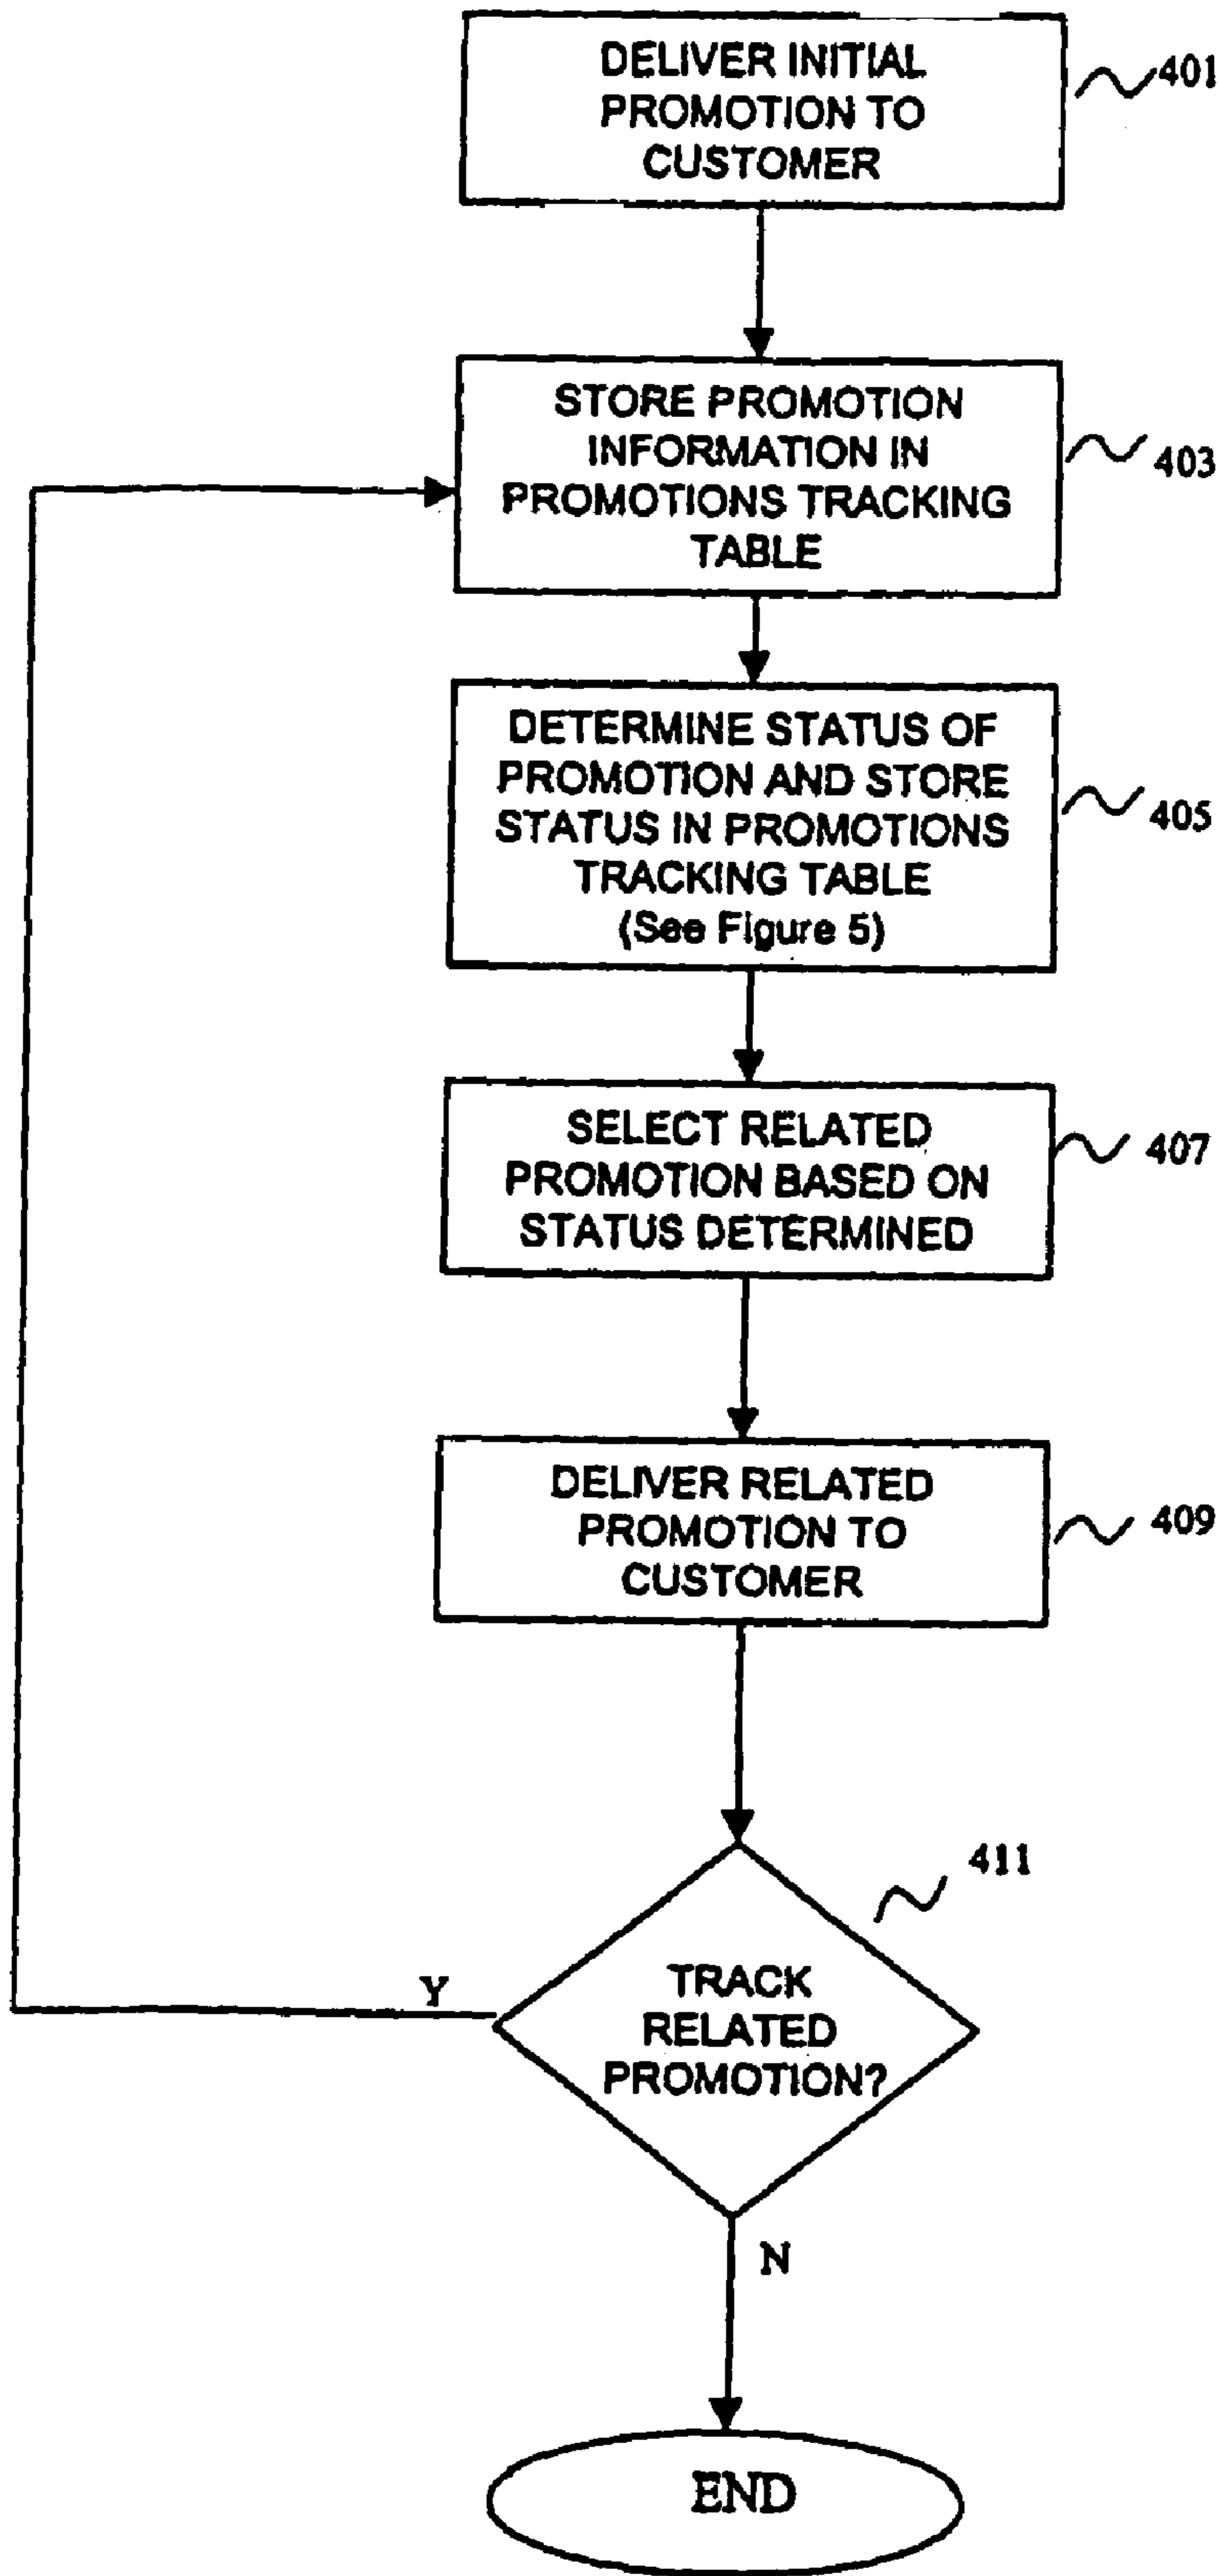 DELIVER INITIAL
PROMOTION TO
CUSTOMER
401
STORE PROMOTION
INFORMATION IN
PROMOTIONS TRACKING
TABLE
403
DETERMINE STATUS OF
PROMOTION AND STORE
STATUS IN PROMOTIONS
TRACKING TABLE
(See Figure 5)
405
SELECT RELATED
PROMOTION BASED ON
STATUS DETERMINED
407
DELIVER RELATED
PROMOTION TO
CUSTOMER
409
411
TRACK
RELATED
PROMOTION?
Y
N
END